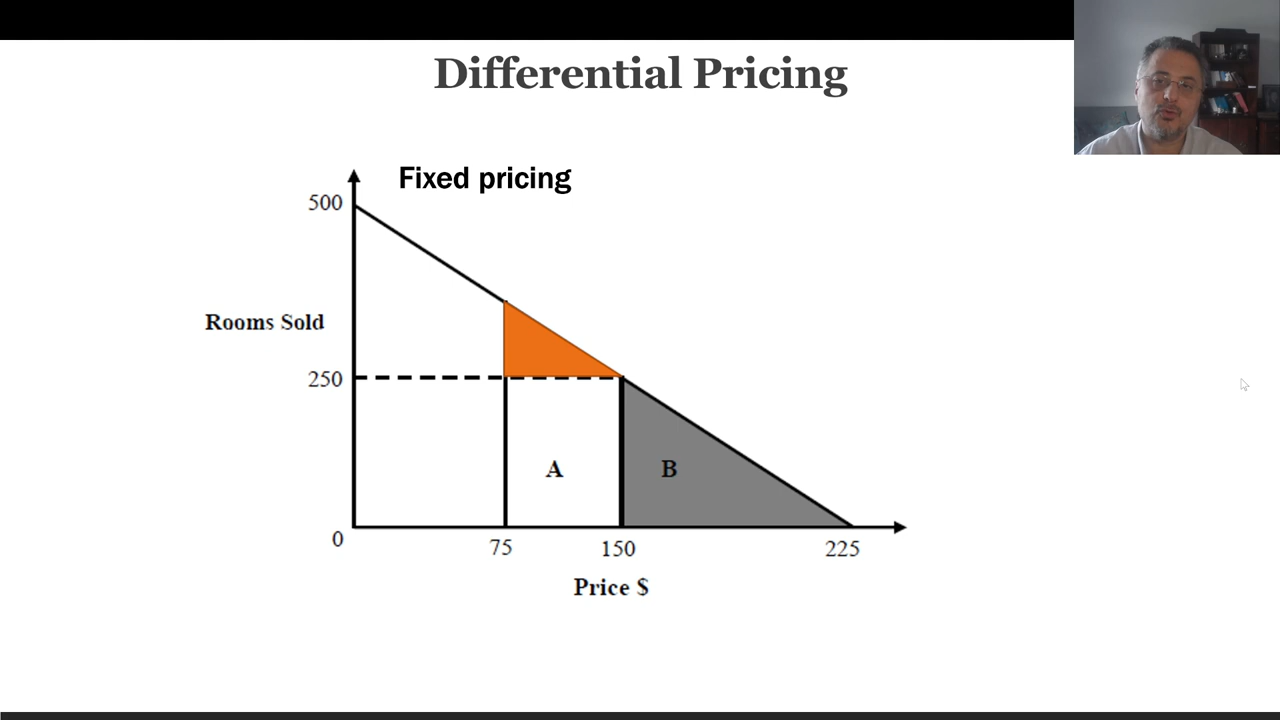 Differential Pricing
Fixed pricing
500
Rooms Sold
250
A
B
0
75
150
225
Price $